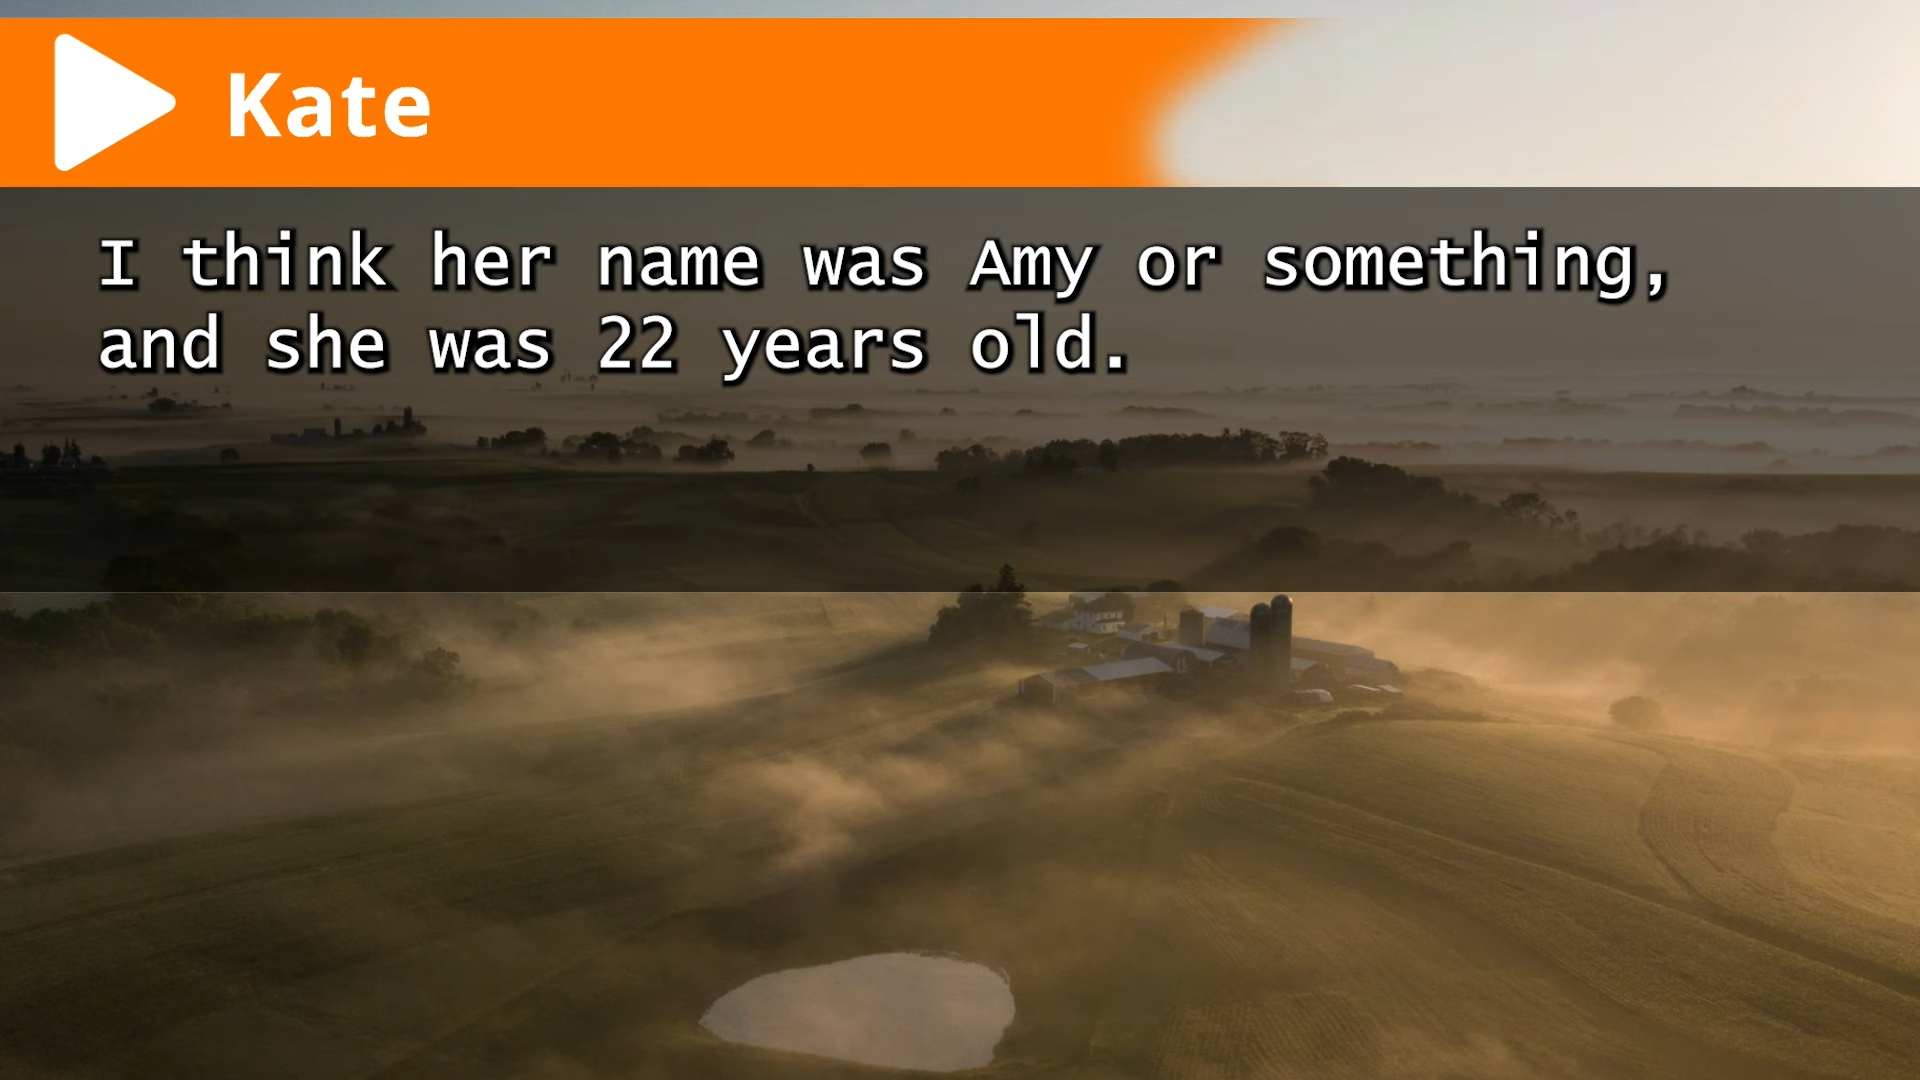 Kate
I think her name was Amy or something,
and she was 22 years old.